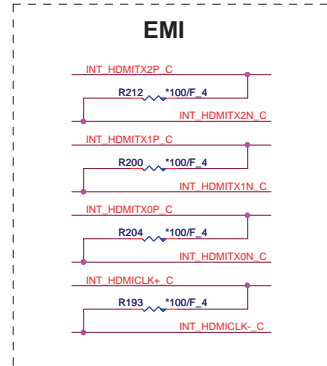 EMI
INT_HDMITX2P_C
R212 *100/F_4
INT_HDMITX2N_C
INT_HDMITX1P_C
R200 *100/F_4
INT_HDMITX1N_C
INT_HDMITX0P_C
R204 *100/F_4
INT_HDMITX0N_C
INT_HDMICLK+_C
R193 *100/F_4
INT_HDMICLK-_C